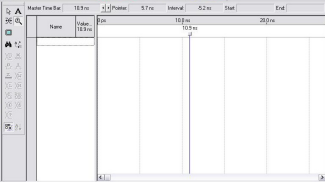 Master Time Bar: 10.9 ns Pointer: 5.7 ns Interval: -5.2 ns Start: End:
A
Name Value... 10.9 ns
0 ps 10.0 ns 20.0 ns
10.9 ns